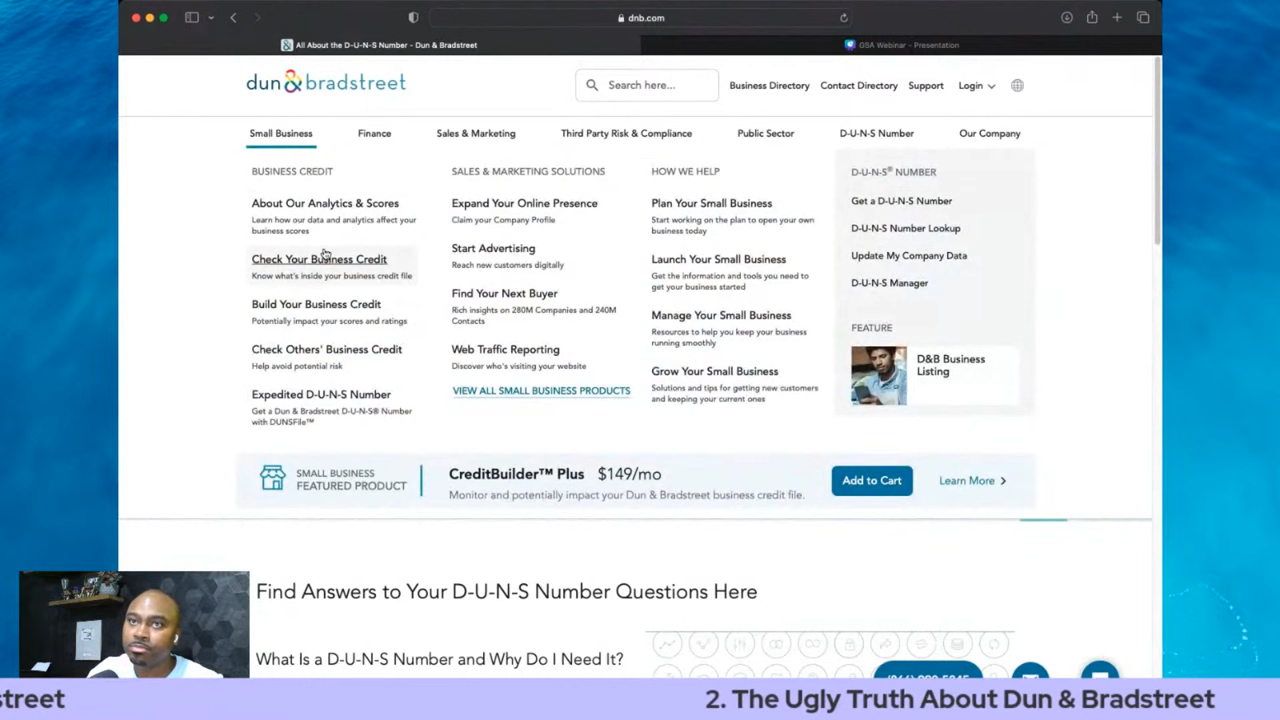 dnb.com
All About the D-U-N-S Number - Dun & Bradstreet
GSA Webinar - Presentation
dun & bradstreet
Search here...
Business Directory
Contact Directory
Support
Login
Small Business
Finance
Sales & Marketing
Third Party Risk & Compliance
Public Sector
D-U-N-S Number
Our Company
BUSINESS CREDIT
About Our Analytics & Scores
Learn how our data and analytics affect your
business scores
Check Your Business Credit
Know what's inside your business credit file
Build Your Business Credit
Potentially impact your scores and ratings
Check Others' Business Credit
Help avoid potential risk
Expedited D-U-N-S Number
Get a Dun & Bradstreet D-U-N-S® Number
with DUNSFile™
SALES & MARKETING SOLUTIONS
Expand Your Online Presence
Claim your Company Profile
Start Advertising
Reach new customers digitally
Find Your Next Buyer
Rich insights on 280M Companies and 240M
Contacts
Web Traffic Reporting
Discover who's visiting your website
VIEW ALL SMALL BUSINESS PRODUCTS
HOW WE HELP
Plan Your Small Business
Start working on the plan to open your own
business today
Launch Your Small Business
Get the information and tools you need to
get your business started
Manage Your Small Business
Resources to help you keep your business
running smoothly
Grow Your Small Business
Solutions and tips for getting new customers
and keeping your current ones
D-U-N-S® NUMBER
Get a D-U-N-S Number
D-U-N-S Number Lookup
Update My Company Data
D-U-N-S Manager
FEATURE
D&B Business
Listing
SMALL BUSINESS
FEATURED PRODUCT
CreditBuilder™ Plus $149/mo
Monitor and potentially impact your Dun & Bradstreet business credit file.
Add to Cart
Learn More
Find Answers to Your D-U-N-S Number Questions Here
What Is a D-U-N-S Number and Why Do I Need It?
street
2. The Ugly Truth About Dun & Bradstreet